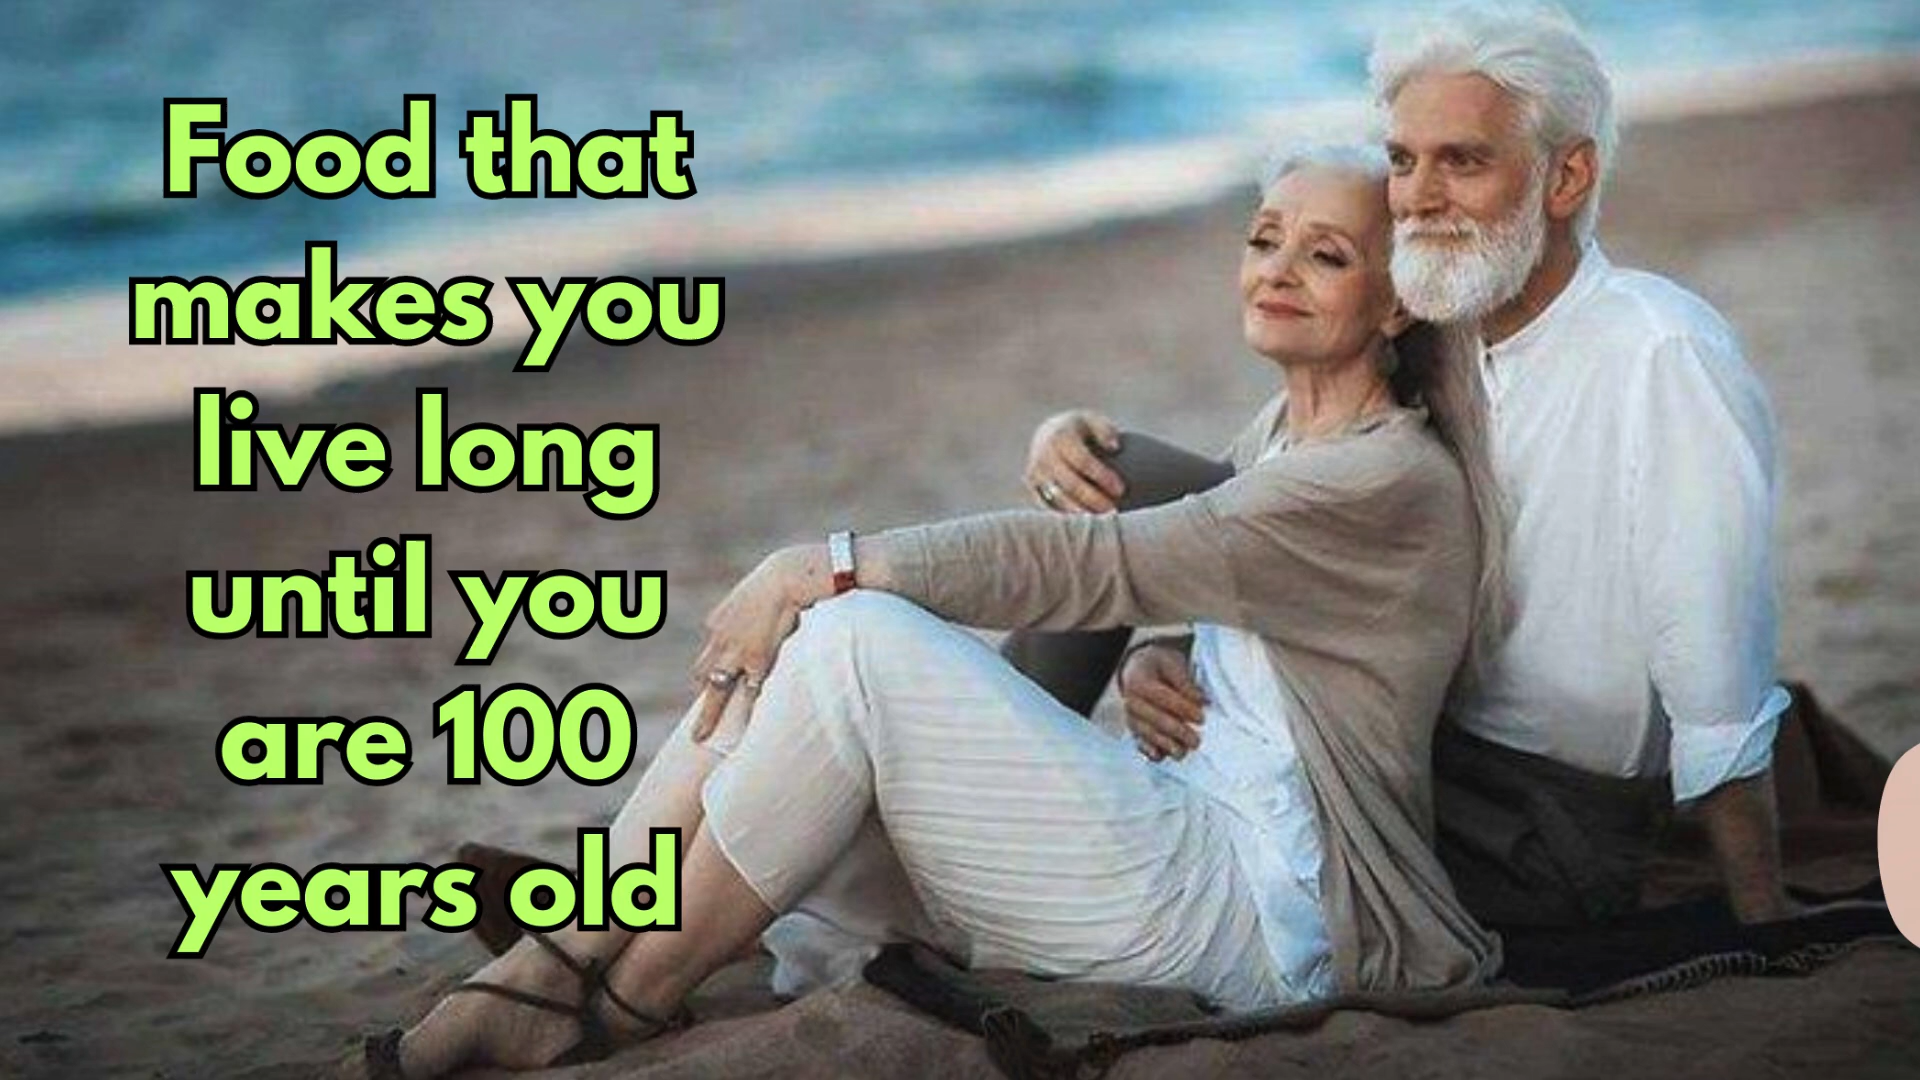 Food that
makes you
live long
until you
are 100
years old